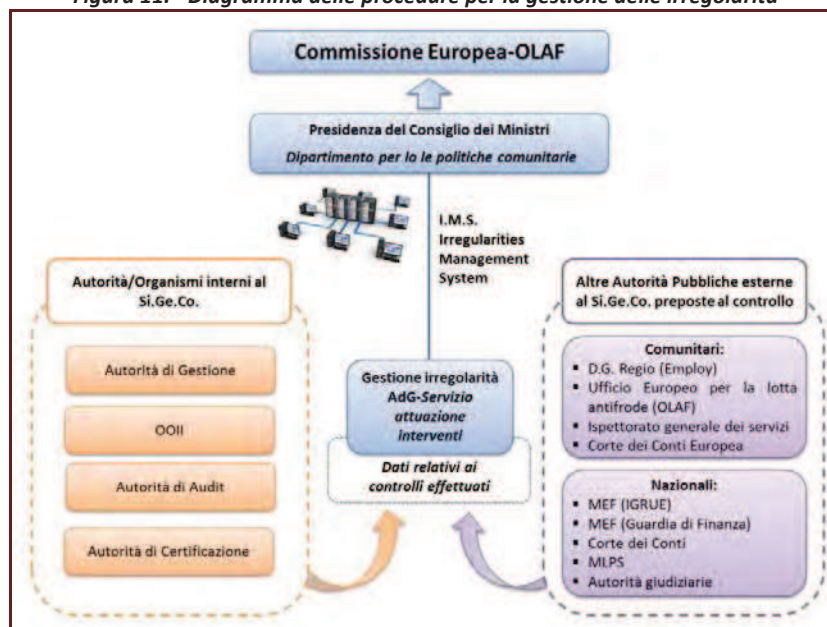 Figura 11. - Diagramma delle procedure per la gestione delle irregolarità
Commissione Europea-OLAF
Presidenza del Consiglio dei Ministri
Dipartimento per lo le politiche comunitarie
I.M.S.
Irregularities
Management
System
Autorità/Organismi interni al
Si.Ge.Co.
Autorità di Gestione
OOII
Autorità di Audit
Autorità di Certificazione
Gestione irregolarità
AdG-Servizio
attuazione
interventi
Dati relativi ai
controlli effettuati
Altre Autorità Pubbliche esterne
al Si.Ge.Co. preposte al controllo
Comunitari:
▪ D.G. Regio (Employ)
▪ Ufficio Europeo per la lotta
antifrode (OLAF)
▪ Ispettorato generale dei servizi
▪ Corte dei Conti Europea
Nazionali:
▪ MEF (IGRUE)
▪ MEF (Guardia di Finanza)
▪ Corte dei Conti
▪ MLPS
▪ Autorità giudiziarie